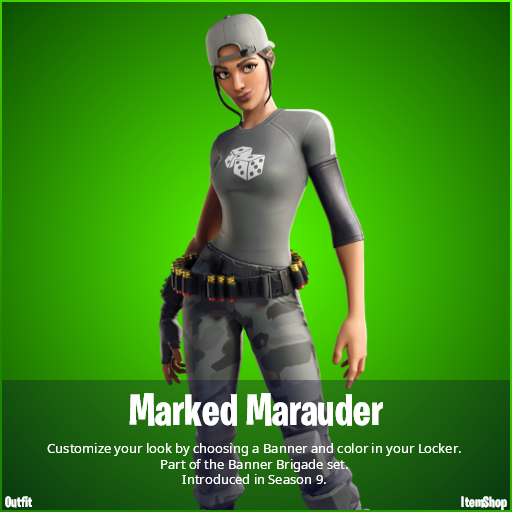 Marked Marauder
Customize your look by choosing a Banner and color in your Locker.
Part of the Banner Brigade set.
Introduced in Season 9.
Outfit
ItemShop